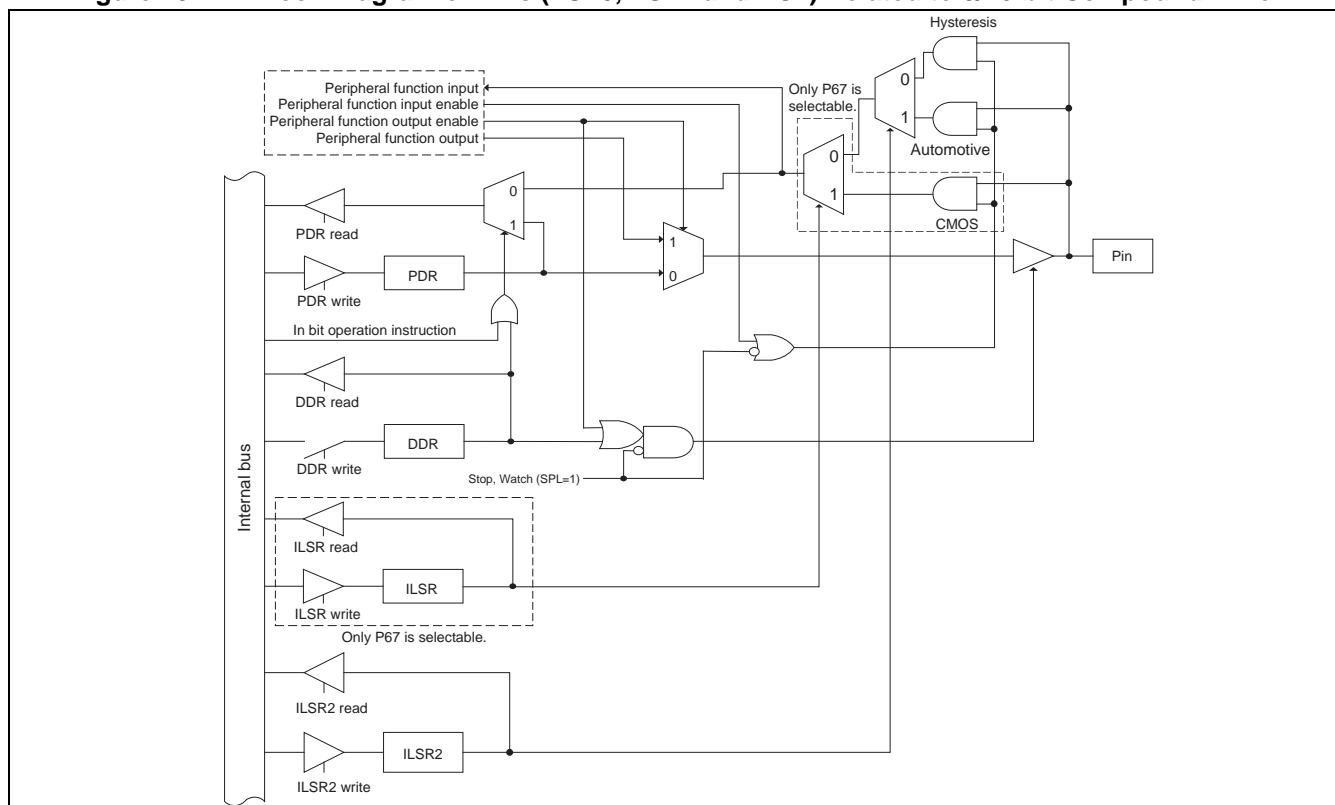 Hysteresis
0
1
Automotive
Only P67 is
selectable.
0
1
CMOS
Peripheral function input
Peripheral function input enable
Peripheral function output enable
Peripheral function output
0
1
PDR read
1
0
Pin
PDR
PDR write
In bit operation instruction
DDR read
DDR
DDR write
Stop, Watch (SPL=1)
Internal bus
ILSR read
ILSR
ILSR write
Only P67 is selectable.
ILSR2 read
ILSR2
ILSR2 write